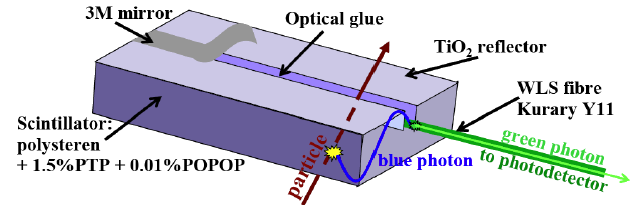 3M mirror
Optical glue
TiO2 reflector
WLS fibre
Kurary Y11
Scintillator:
polysteren
+ 1.5%PTP + 0.01%POPOP
particle
blue photon
green photon
to photodetector